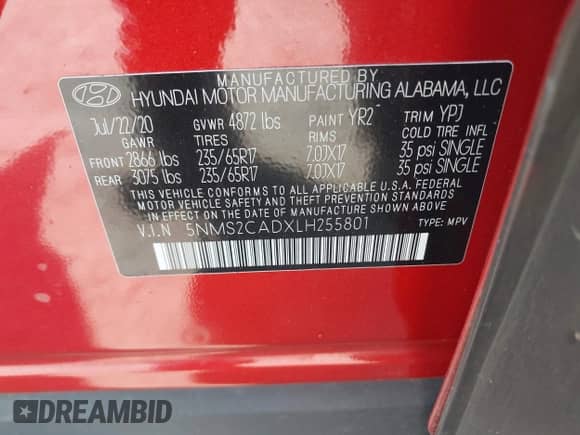 MANUFACTURED BY
HYUNDAI MOTOR MANUFACTURING ALABAMA, LLC
Jul/22/20 GVWR 4872 lbs PAINT YR2 TRIM YPJ
GAWR TIRES RIMS COLD TIRE INFL
FRONT 2866 lbs 235/65R17 7.0JX17 35 psi SINGLE
REAR 3075 lbs 235/65R17 7.0JX17 35 psi SINGLE
THIS VEHICLE CONFORMS TO ALL APPLICABLE U.S.A. FEDERAL
MOTOR VEHICLE SAFETY, BUMPER, AND THEFT PREVENTION STANDARDS
IN EFFECT ON THE DATE OF MANUFACTURE SHOWN ABOVE.
V.I.N 5NMS2CADXLH255801 TYPE: MPV
DREAMBID